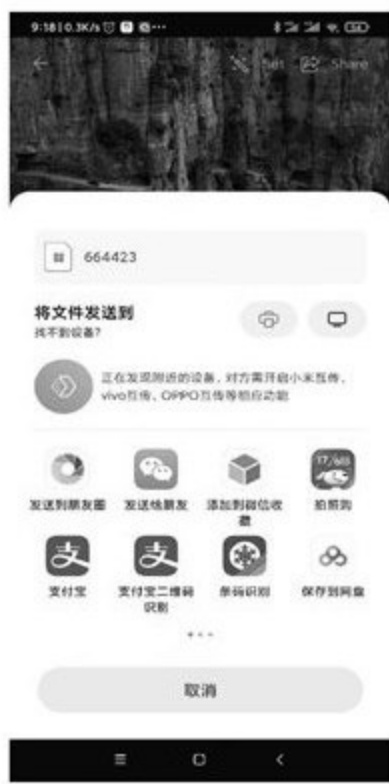 9:18 | 0.3K/s
Set
Share
664423
将文件发送到
找不到设备?
正在发现附近的设备,对方需开启小米互传、
vivo互传、OPPO互传等相应功能
发送到朋友圈
发送给朋友
添加到微信收
藏
拍照购
支付宝
支付宝二维码
识别
条码识别
保存到网盘
取消